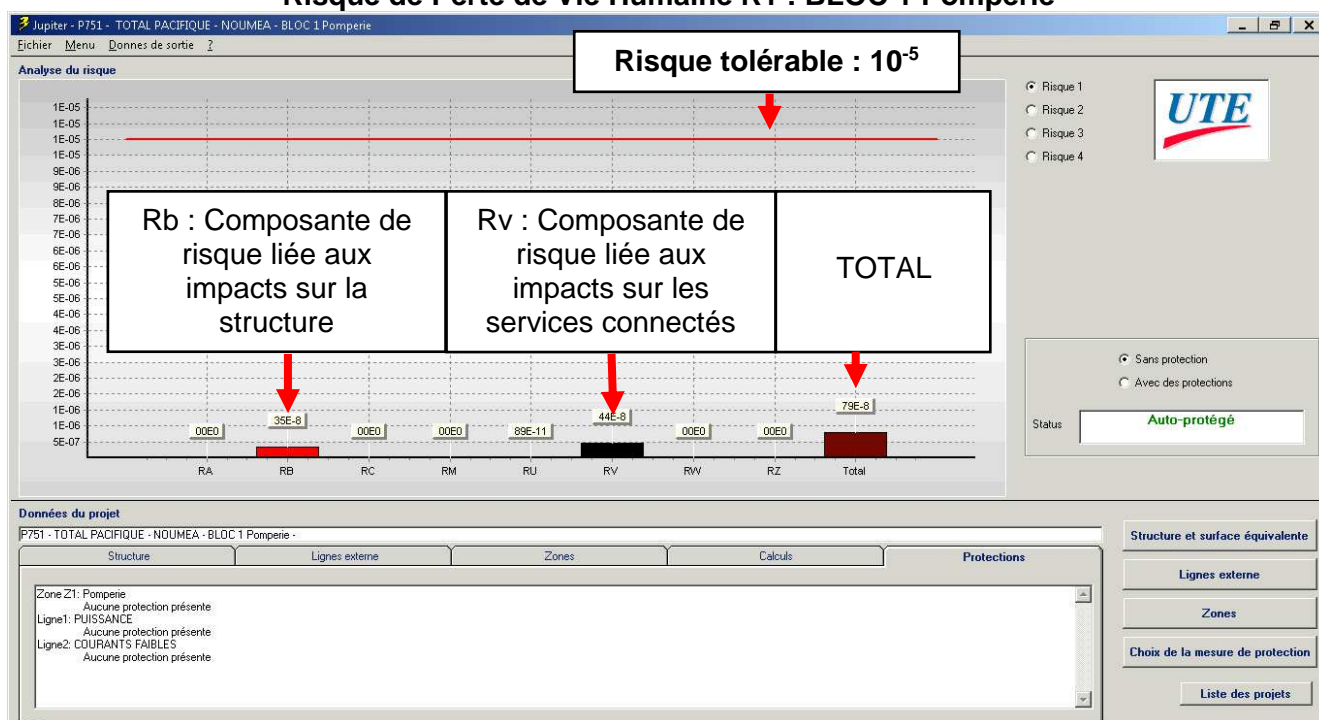 Risque de Perte de Vie Humaine R1 : BLOC 1 Pomperie
Jupiter - P751 - TOTAL PACIFIQUE - NOUMEA - BLOC 1 Pomperie
Fichier Menu Donnes de sortie ?
Analyse du risque
Risque tolérable : 10⁻⁵
Risque 1
Risque 2
Risque 3
Risque 4
UTE
1E-05
1E-05
1E-05
1E-05
9E-06
9E-06
8E-06
7E-06
7E-06
6E-06
6E-06
5E-06
5E-06
4E-06
4E-06
3E-06
3E-06
2E-06
2E-06
1E-06
1E-06
5E-07
Rb : Composante de
risque liée aux
impacts sur la
structure
Rv : Composante de
risque liée aux
impacts sur les
services connectés
TOTAL
00E0 35E-8 00E0 00E0 89E-11 44E-8 00E0 00E0 79E-8
RA RB RC RM RU RV RW RZ Total
Sans protection
Avec des protections
Status Auto-protégé
Données du projet
P751 - TOTAL PACIFIQUE - NOUMEA - BLOC 1 Pomperie -
Structure Lignes externe Zones Calculs Protections
Zone Z1: Pomperie
Aucune protection présente
Ligne1: PUISSANCE
Aucune protection présente
Ligne2: COURANTS FAIBLES
Aucune protection présente
Structure et surface équivalente
Lignes externe
Zones
Choix de la mesure de protection
Liste des projets